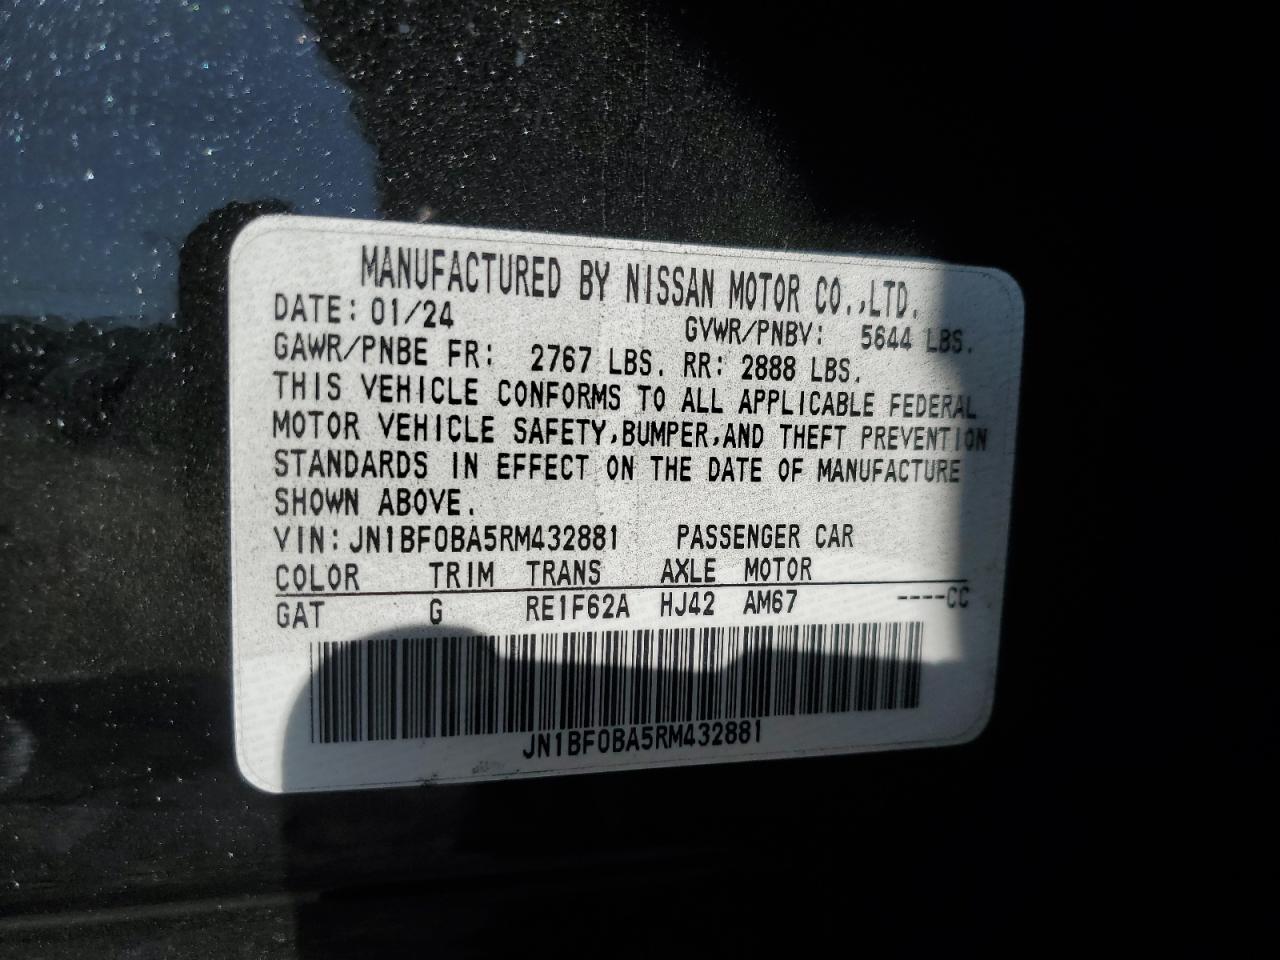 MANUFACTURED BY NISSAN MOTOR CO.,LTD.
DATE: 01/24 GVWR/PNBV: 5644 LBS.
GAWR/PNBE FR: 2767 LBS. RR: 2888 LBS.
THIS VEHICLE CONFORMS TO ALL APPLICABLE FEDERAL
MOTOR VEHICLE SAFETY,BUMPER,AND THEFT PREVENTION
STANDARDS IN EFFECT ON THE DATE OF MANUFACTURE
SHOWN ABOVE.
VIN:JN1BF0BA5RM432881 PASSENGER CAR
COLOR TRIM TRANS AXLE MOTOR
GAT G RE1F62A HJ42 AM67 ----CC
JN1BF0BA5RM432881